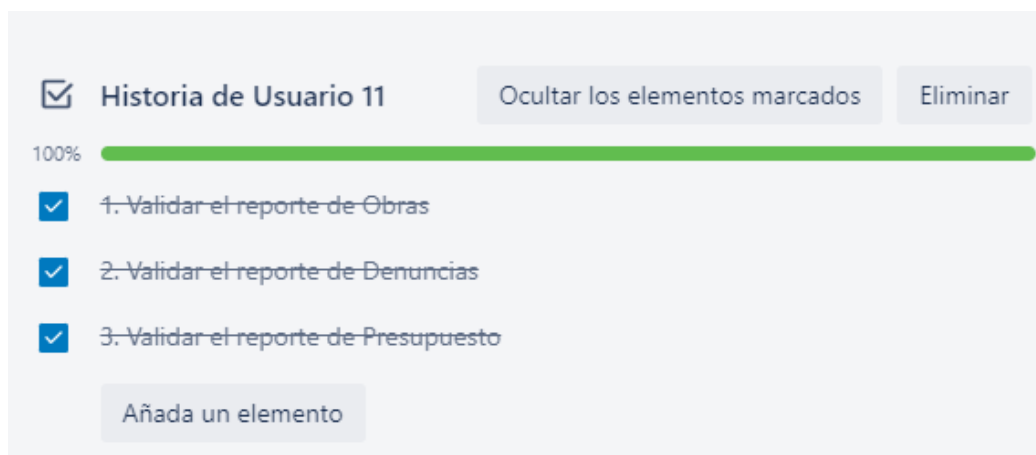 Historia de Usuario 11 Ocultar los elementos marcados Eliminar
100%
1. Validar el reporte de Obras
2. Validar el reporte de Denuncias
3. Validar el reporte de Presupuesto
Añada un elemento